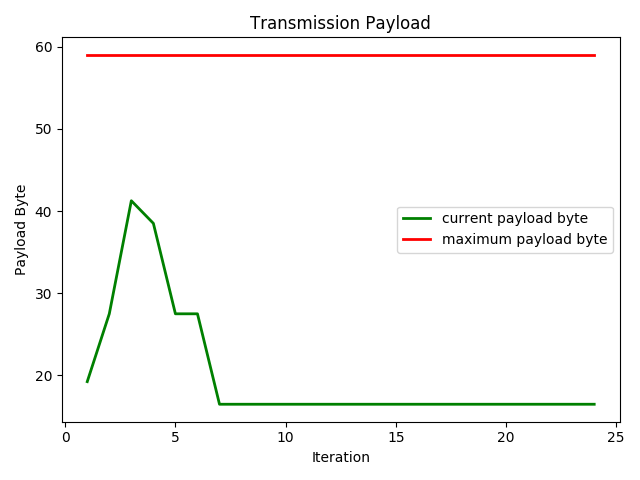 Transmission Payload
Payload Byte
60
50
40
30
20
current payload byte
maximum payload byte
0
5
10
15
20
25
Iteration